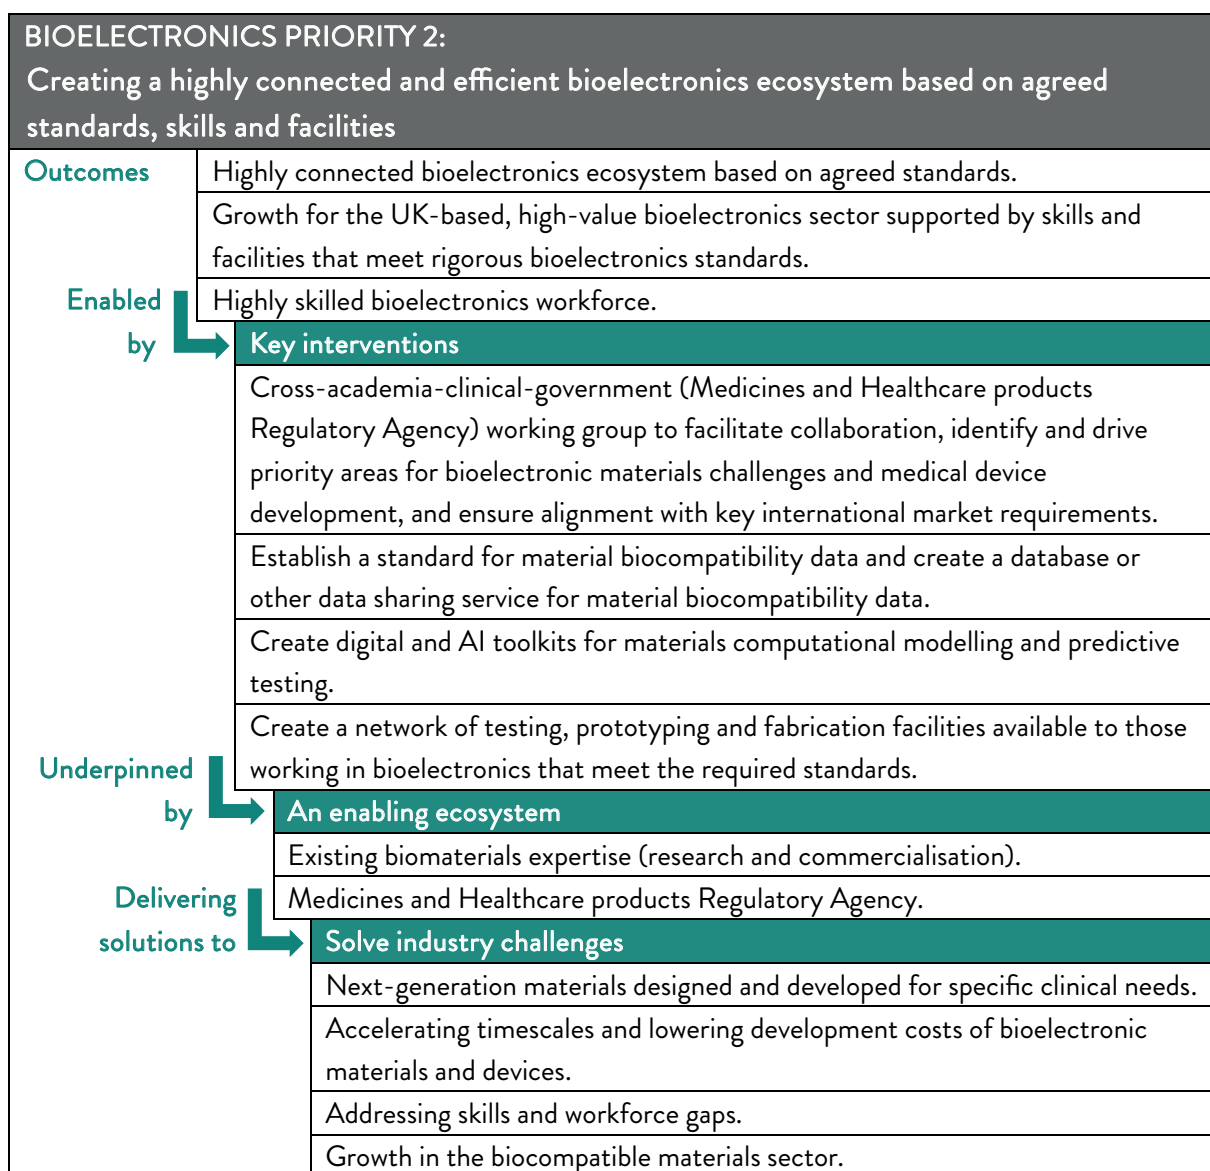 BIOELECTRONICS PRIORITY 2:
Creating a highly connected and efficient bioelectronics ecosystem based on agreed
standards, skills and facilities
Outcomes
Highly connected bioelectronics ecosystem based on agreed standards.
Growth for the UK-based, high-value bioelectronics sector supported by skills and
facilities that meet rigorous bioelectronics standards.
Highly skilled bioelectronics workforce.
Enabled
by
Key interventions
Cross-academia-clinical-government (Medicines and Healthcare products
Regulatory Agency) working group to facilitate collaboration, identify and drive
priority areas for bioelectronic materials challenges and medical device
development, and ensure alignment with key international market requirements.
Establish a standard for material biocompatibility data and create a database or
other data sharing service for material biocompatibility data.
Create digital and AI toolkits for materials computational modelling and predictive
testing.
Create a network of testing, prototyping and fabrication facilities available to those
working in bioelectronics that meet the required standards.
Underpinned
by
An enabling ecosystem
Existing biomaterials expertise (research and commercialisation).
Medicines and Healthcare products Regulatory Agency.
Delivering
solutions to
Solve industry challenges
Next-generation materials designed and developed for specific clinical needs.
Accelerating timescales and lowering development costs of bioelectronic
materials and devices.
Addressing skills and workforce gaps.
Growth in the biocompatible materials sector.